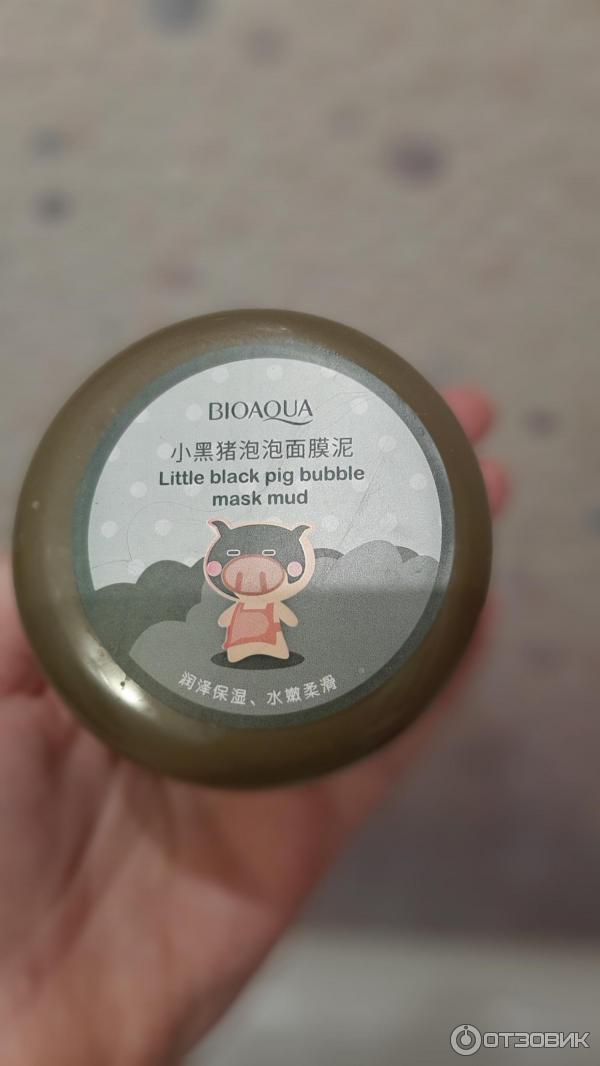 BIOAQUA
小黑猪泡泡面膜泥
Little black pig bubble
mask mud
润泽保湿、水嫩柔滑
ОТЗОВИК